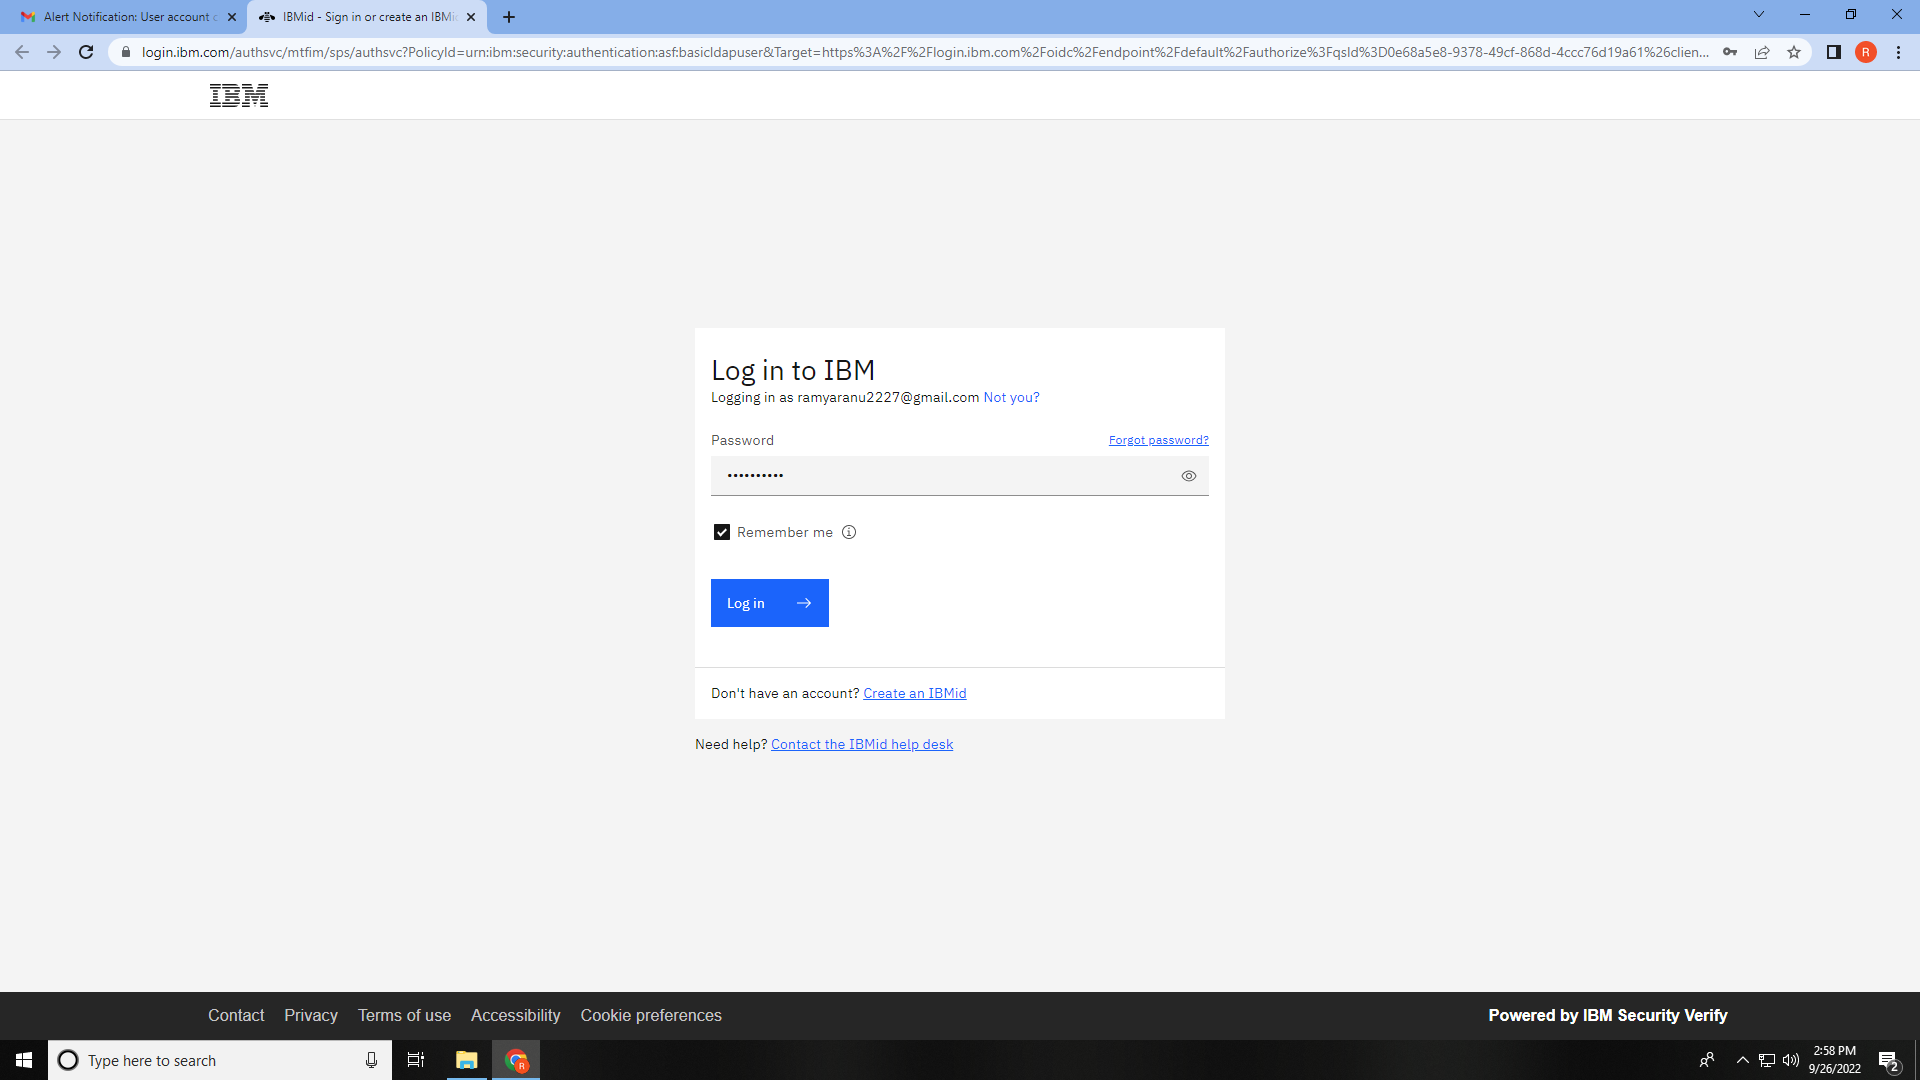 Alert Notification: User account c
IBMid - Sign in or create an IBMid
login.ibm.com/authsvc/mtfim/sps/authsvc?PolicyId=urn:ibm:security:authentication:asf:basicldapuser&Target=https%3A%2F%2Flogin.ibm.com%2Foidc%2Fendpoint%2Fdefault%2Fauthorize%3FqsId%3D0e68a5e8-9378-49cf-868d-4ccc76d19a61%26clien...
R
IBM
Log in to IBM
Logging in as ramyaranu2227@gmail.com Not you?
Password Forgot password?
••••••••••
Remember me
Log in
Don't have an account? Create an IBMid
Need help? Contact the IBMid help desk
Contact Privacy Terms of use Accessibility Cookie preferences Powered by IBM Security Verify
Type here to search
R
2:58 PM
9/26/2022
2